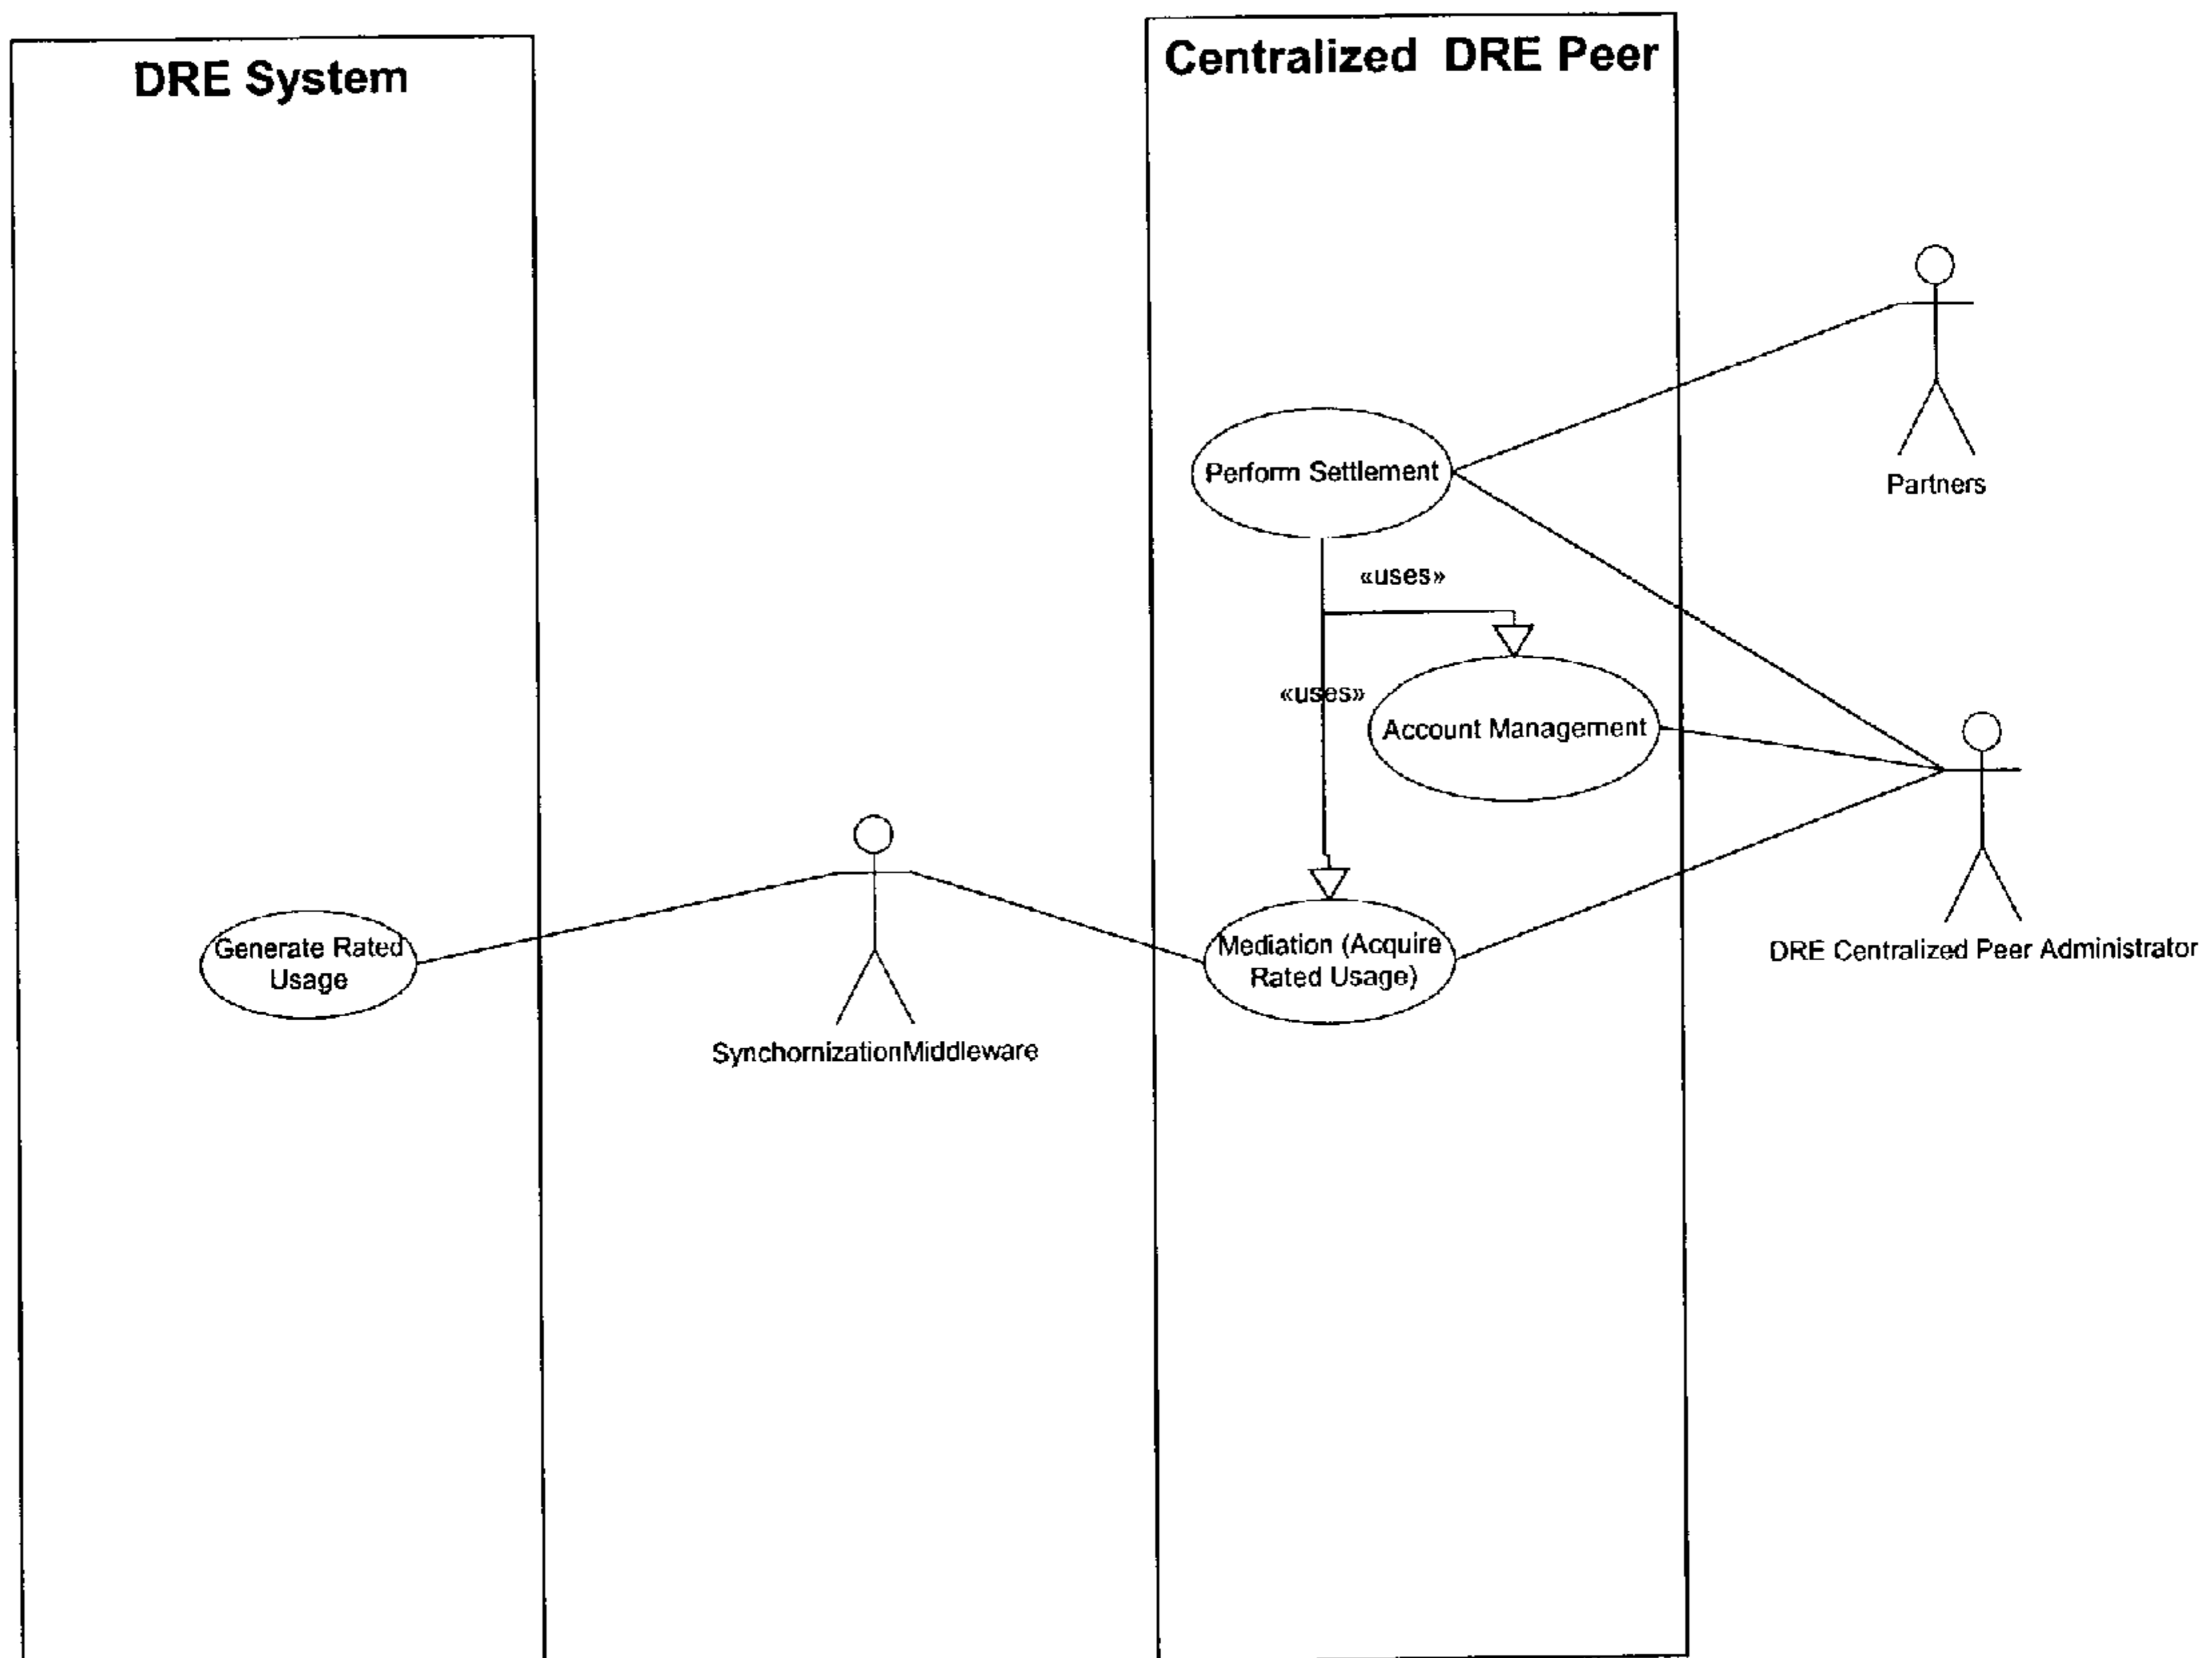 DRE System
Centralized DRE Peer
Perform Settlement
Partners
«uses»
«uses»
Account Management
Generate Rated
Usage
SynchornizationMiddleware
Mediation (Acquire
Rated Usage)
DRE Centralized Peer Administrator